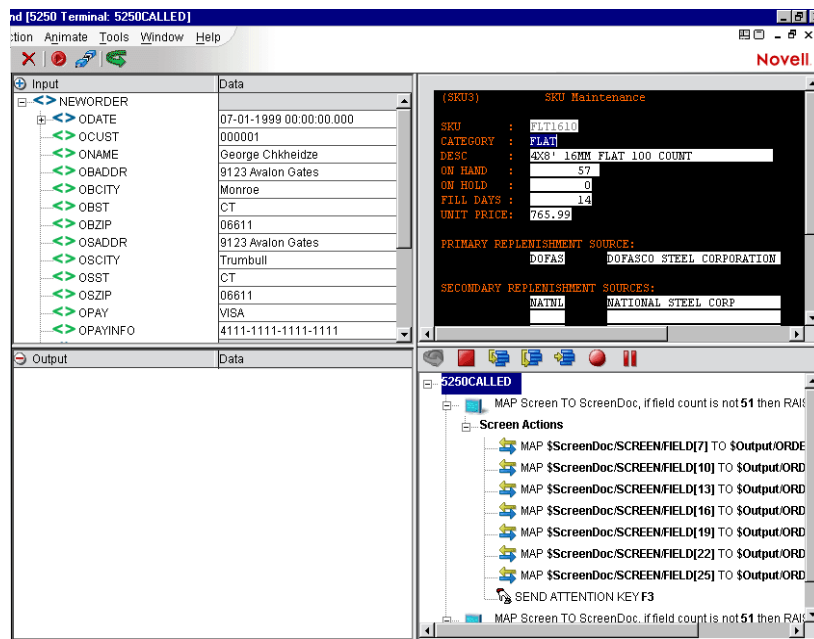 nd [5250 Terminal: 5250CALLED]
ction Animate Tools Window Help
Novell.
Input Data
NEWORDER
ODATE 07-01-1999 00:00:00.000
OCUST 000001
ONAME George Chkheidze
OBADDR 9123 Avalon Gates
OBCITY Monroe
OBST CT
OBZIP 06611
OSADDR 9123 Avalon Gates
OSCITY Trumbull
OSST CT
OSZIP 06611
OPAY VISA
OPAYINFO 4111-1111-1111-1111
(SKU3) SKU Maintenance
SKU : FLT1610
CATEGORY : FLAT
DESC : 4X8' 16MM FLAT 100 COUNT
ON HAND : 57
ON HOLD : 0
FILL DAYS : 14
UNIT PRICE: 765.99
PRIMARY REPLENISHMENT SOURCE:
DOFAS DOFASCO STEEL CORPORATION
SECONDARY REPLENISHMENT SOURCES:
NATNL NATIONAL STEEL CORP
Output Data
5250CALLED
MAP Screen TO ScreenDoc, if field count is not 51 then RAIS
Screen Actions
MAP $ScreenDoc/SCREEN/FIELD[7] TO $Output/ORDE
MAP $ScreenDoc/SCREEN/FIELD[10] TO $Output/ORD
MAP $ScreenDoc/SCREEN/FIELD[13] TO $Output/ORD
MAP $ScreenDoc/SCREEN/FIELD[16] TO $Output/ORD
MAP $ScreenDoc/SCREEN/FIELD[19] TO $Output/ORD
MAP $ScreenDoc/SCREEN/FIELD[22] TO $Output/ORD
MAP $ScreenDoc/SCREEN/FIELD[25] TO $Output/ORD
SEND ATTENTION KEY F3
MAP Screen TO ScreenDoc, if field count is not 51 then RAIS